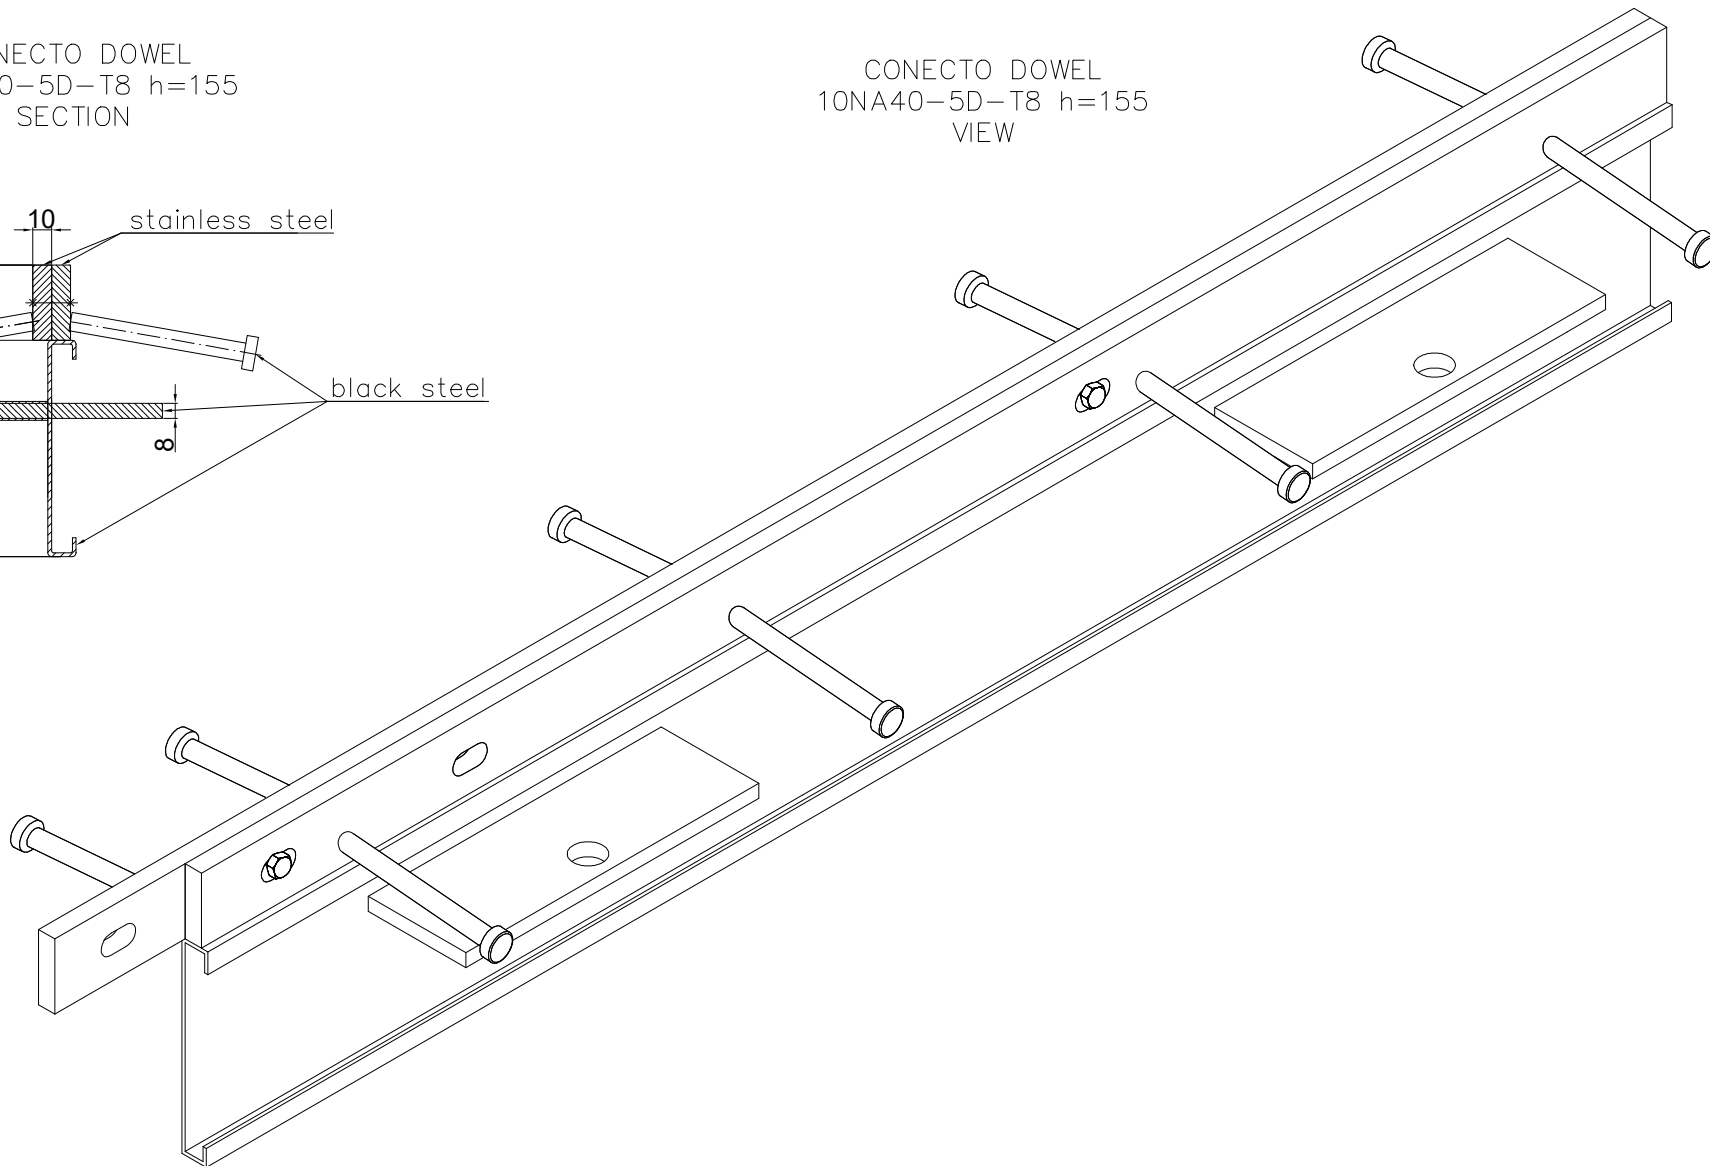 NECTO DOWEL
0-5D-T8 h=155
SECTION
10
stainless steel
black steel
8
CONECTO DOWEL
10NA40-5D-T8 h=155
VIEW